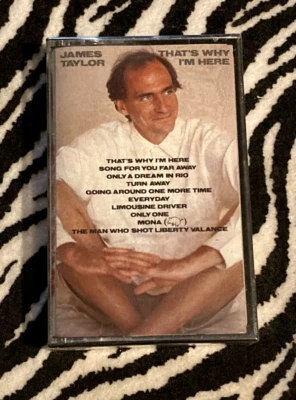 JAMES TAYLOR
THAT'S WHY I'M HERE
THAT'S WHY I'M HERE
SONG FOR YOU FAR AWAY
ONLY A DREAM IN RIO
TURN AWAY
GOING AROUND ONE MORE TIME
EVERYDAY
LIMOUSINE DRIVER
ONLY ONE
MONA ( )
THE MAN WHO SHOT LIBERTY VALANCE